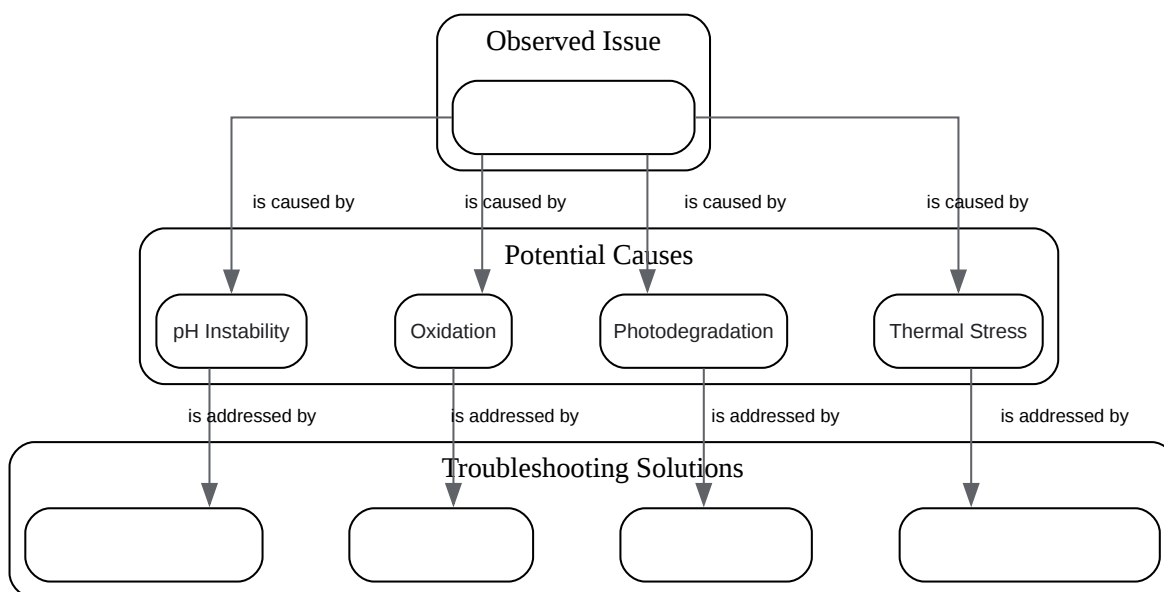 Observed Issue
is caused by
is caused by
is caused by
is caused by
Potential Causes
pH Instability
Oxidation
Photodegradation
Thermal Stress
is addressed by
is addressed by
is addressed by
is addressed by
Troubleshooting Solutions